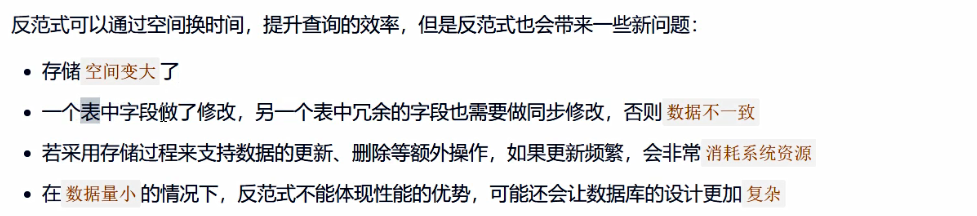 反范式可以通过空间换时间，提升查询的效率，但是反范式也会带来一些新问题：
• 存储 空间变大 了
• 一个表中字段做了修改，另一个表中冗余的字段也需要做同步修改，否则 数据不一致
• 若采用存储过程来支持数据的更新、删除等额外操作，如果更新频繁，会非常 消耗系统资源
• 在 数据量小 的情况下，反范式不能体现性能的优势，可能还会让数据库的设计更加 复杂